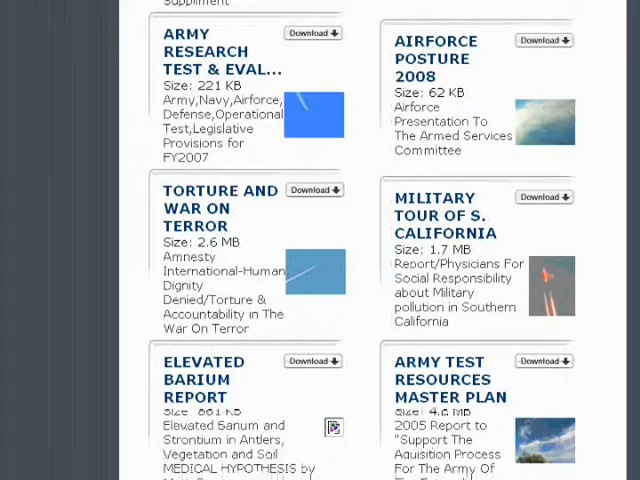 Suppliment
ARMY
RESEARCH
TEST & EVAL...
Download
Size: 221 KB
Army,Navy,Airforce,
Defense,Operational
Test,Legislative
Provisions for
FY2007
AIRFORCE
POSTURE
2008
Download
Size: 62 KB
Airforce
Presentation To
The Armed Services
Committee
TORTURE AND
WAR ON
TERROR
Download
Size: 2.6 MB
Amnesty
International-Human
Dignity
Denied/Torture &
Accountability in The
War On Terror
MILITARY
TOUR OF S.
CALIFORNIA
Download
Size: 1.7 MB
Report/Physicians For
Social Responsibility
about Military
pollution in Southern
California
ELEVATED
BARIUM
REPORT
Download
Size: 881 KB
Elevated Barium and
Strontium in Antlers,
Vegetation and Soil
MEDICAL HYPOTHESIS by
ARMY TEST
RESOURCES
MASTER PLAN
Download
Size: 4.2 MB
2005 Report to
"Support The
Aquisition Process
For The Army Of